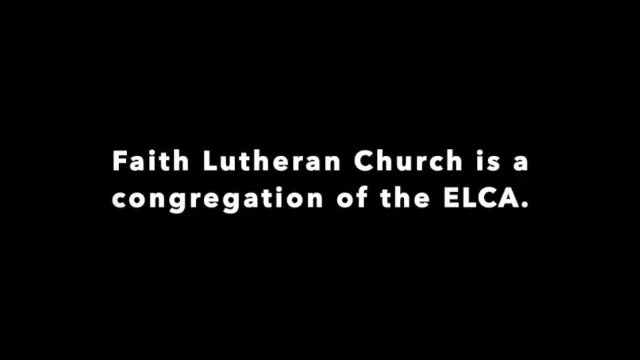 Faith Lutheran Church is a
congregation of the ELCA.